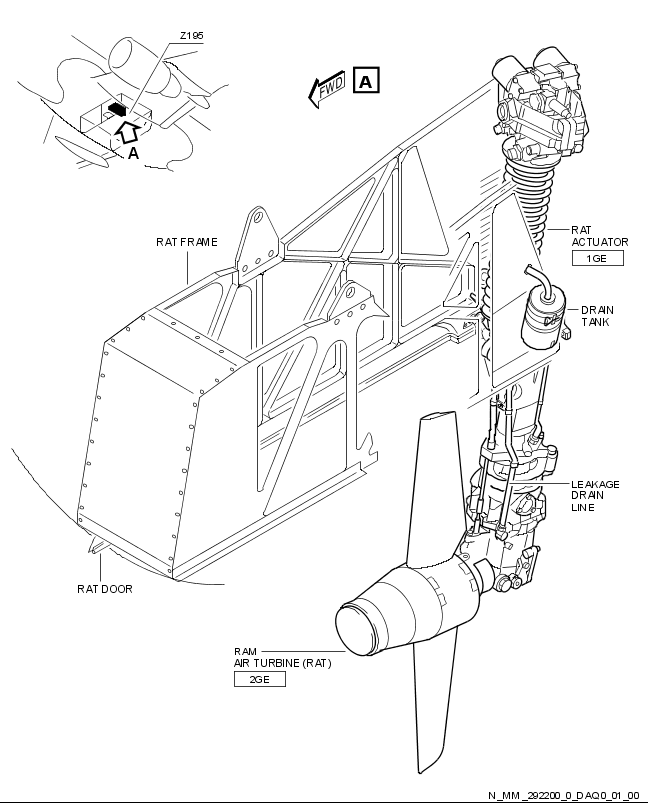 Z195
FWD
A
A
RAT FRAME
RAT
ACTUATOR
1GE
DRAIN
TANK
LEAKAGE
DRAIN
LINE
RAT DOOR
RAM
AIR TURBINE (RAT)
2GE
N_MM_292200_0_DAQ0_01_00